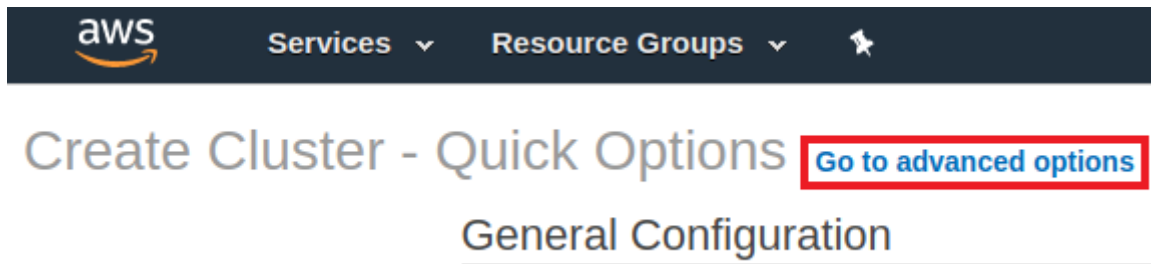 aws Services Resource Groups
Create Cluster - Quick Options Go to advanced options
General Configuration